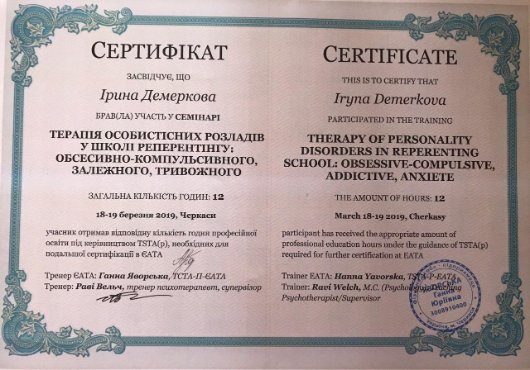 СЕРТИФІКАТ
ЗАСВІДЧУЄ, ЩО
Ірина Демеркова
БРАВ(ЛА) УЧАСТЬ У СЕМІНАРІ
ТЕРАПІЯ ОСОБИСТІСНИХ РОЗЛАДІВ
У ШКОЛІ РЕПЕРЕНТІНГУ:
ОБСЕСИВНО-КОМПУЛЬСИВНОГО,
ЗАЛЕЖНОГО, ТРИВОЖНОГО
ЗАГАЛЬНА КІЛЬКІСТЬ ГОДИН: 12
18-19 березня 2019, Черкаси
учасник отримав відповідну кількість годин професійної
освіти під керівництвом TSTA(p), необхідних для
подальшої сертифікації в ЄАТА
Тренер ЄАТА: Ганна Яворська, TSTA-П-ЄАТА
Тренер: Раві Вельч, тренер психотерапевт, супервізор
CERTIFICATE
THIS IS TO CERTIFY THAT
Iryna Demerkova
PARTICIPATED IN THE TRAINING
THERAPY OF PERSONALITY
DISORDERS IN REPERENTING
SCHOOL: OBSESSIVE-COMPULSIVE,
ADDICTIVE, ANXIETE
THE AMOUNT OF HOURS: 12
March 18-19 2019, Cherkasy
participant has received the appropriate amount of
professional education hours under the guidance of TSTA(p)
required for further certification at EATA
Trainer EATA: Hanna Yavorska, TSTA-P-EATA
Trainer: Ravi Welch, M.C.
Psychotherapist/Supervisor
Ганна
Юріївна